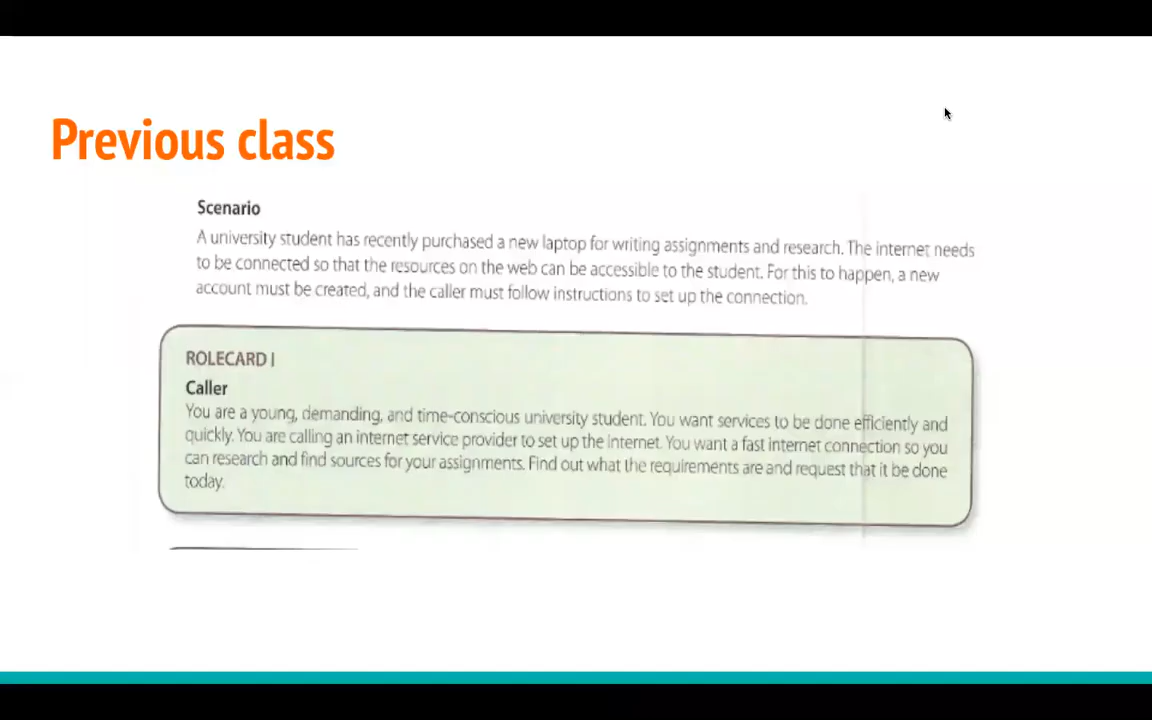 Previous class
Scenario
A university student has recently purchased a new laptop for writing assignments and research. The internet needs
to be connected so that the resources on the web can be accessible to the student. For this to happen, a new
account must be created, and the caller must follow instructions to set up the connection.
ROLECARD I
Caller
You are a young, demanding, and time-conscious university student. You want services to be done efficiently and
quickly. You are calling an internet service provider to set up the internet. You want a fast internet connection so you
can research and find sources for your assignments. Find out what the requirements are and request that it be done
today.